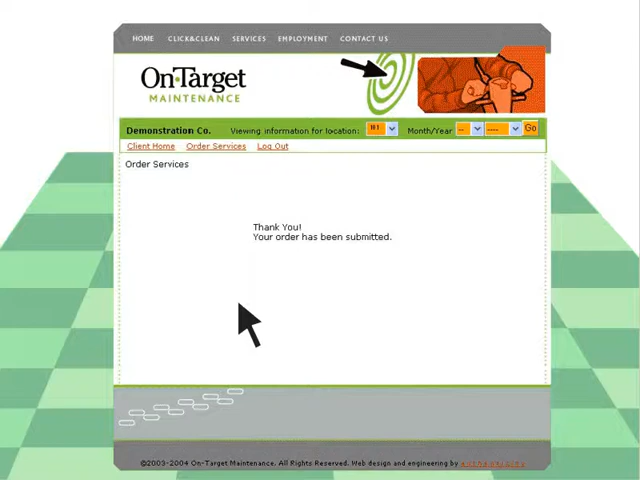 HOME CLICK&CLEAN SERVICES EMPLOYMENT CONTACT US
On·Target
MAINTENANCE
Demonstration Co. Viewing information for location: Month/Year -- ---- Go
Client Home Order Services Log Out
Order Services
Thank You!
Your order has been submitted.
©2003-2004 On-Target Maintenance. All Rights Reserved. Web design and engineering by